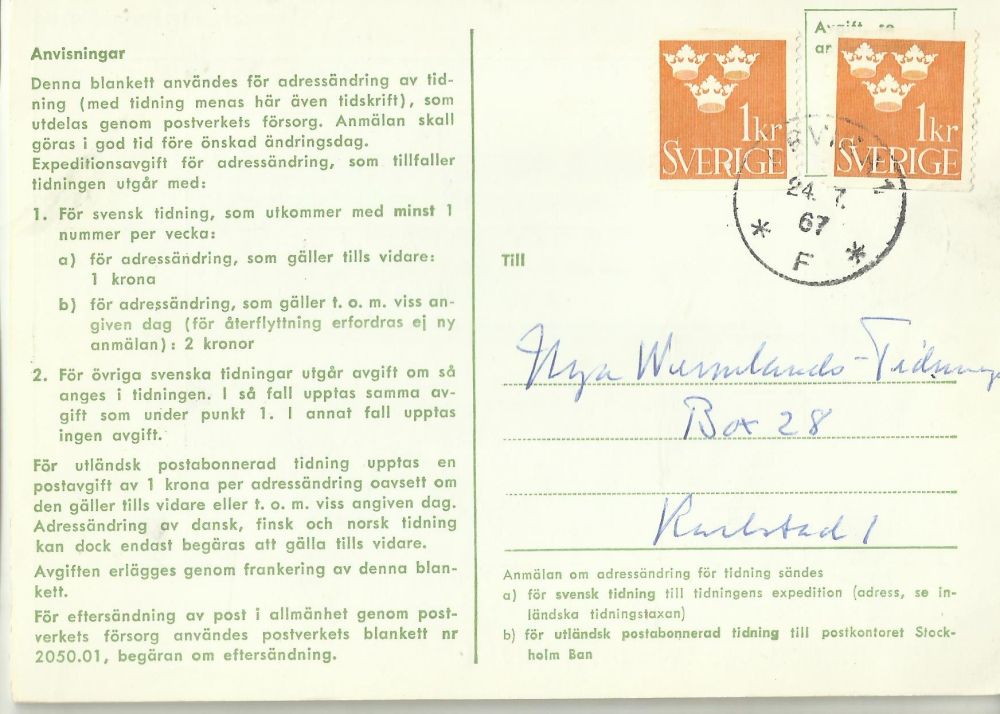 Anvisningar
Denna blankett användes för adressändring av tid-
ning (med tidning menas här även tidskrift), som
utdelas genom postverkets försorg. Anmälan skall
göras i god tid före önskad ändringsdag.
Expeditionsavgift för adressändring, som tillfaller
tidningen utgår med:
1. För svensk tidning, som utkommer med minst 1
nummer per vecka:
a) för adressändring, som gäller tills vidare:
1 krona
b) för adressändring, som gäller t. o. m. viss an-
given dag (för återflyttning erfordras ej ny
anmälan): 2 kronor
2. För övriga svenska tidningar utgår avgift om så
anges i tidningen. I så fall upptas samma av-
gift som under punkt 1. I annat fall upptas
ingen avgift.
För utländsk postabonnerad tidning upptas en
postavgift av 1 krona per adressändring oavsett om
den gäller tills vidare eller t. o. m. viss angiven dag.
Adressändring av dansk, finsk och norsk tidning
kan dock endast begäras att gälla tills vidare.
Avgiften erlägges genom frankering av denna blan-
kett.
För eftersändning av post i allmänhet genom post-
verkets försorg användes postverkets blankett nr
2050.01, begäran om eftersändning.
1 kr
SVERIGE
1 kr
SVERIGE
24. 7.
67
F
Till
Nya Wermlands-Tidningen
Box 28
Karlstad 1
Anmälan om adressändring för tidning sändes
a) för svensk tidning till tidningens expedition (adress, se in-
ländska tidningstaxan)
b) för utländsk postabonnerad tidning till postkontoret Stock-
holm Ban